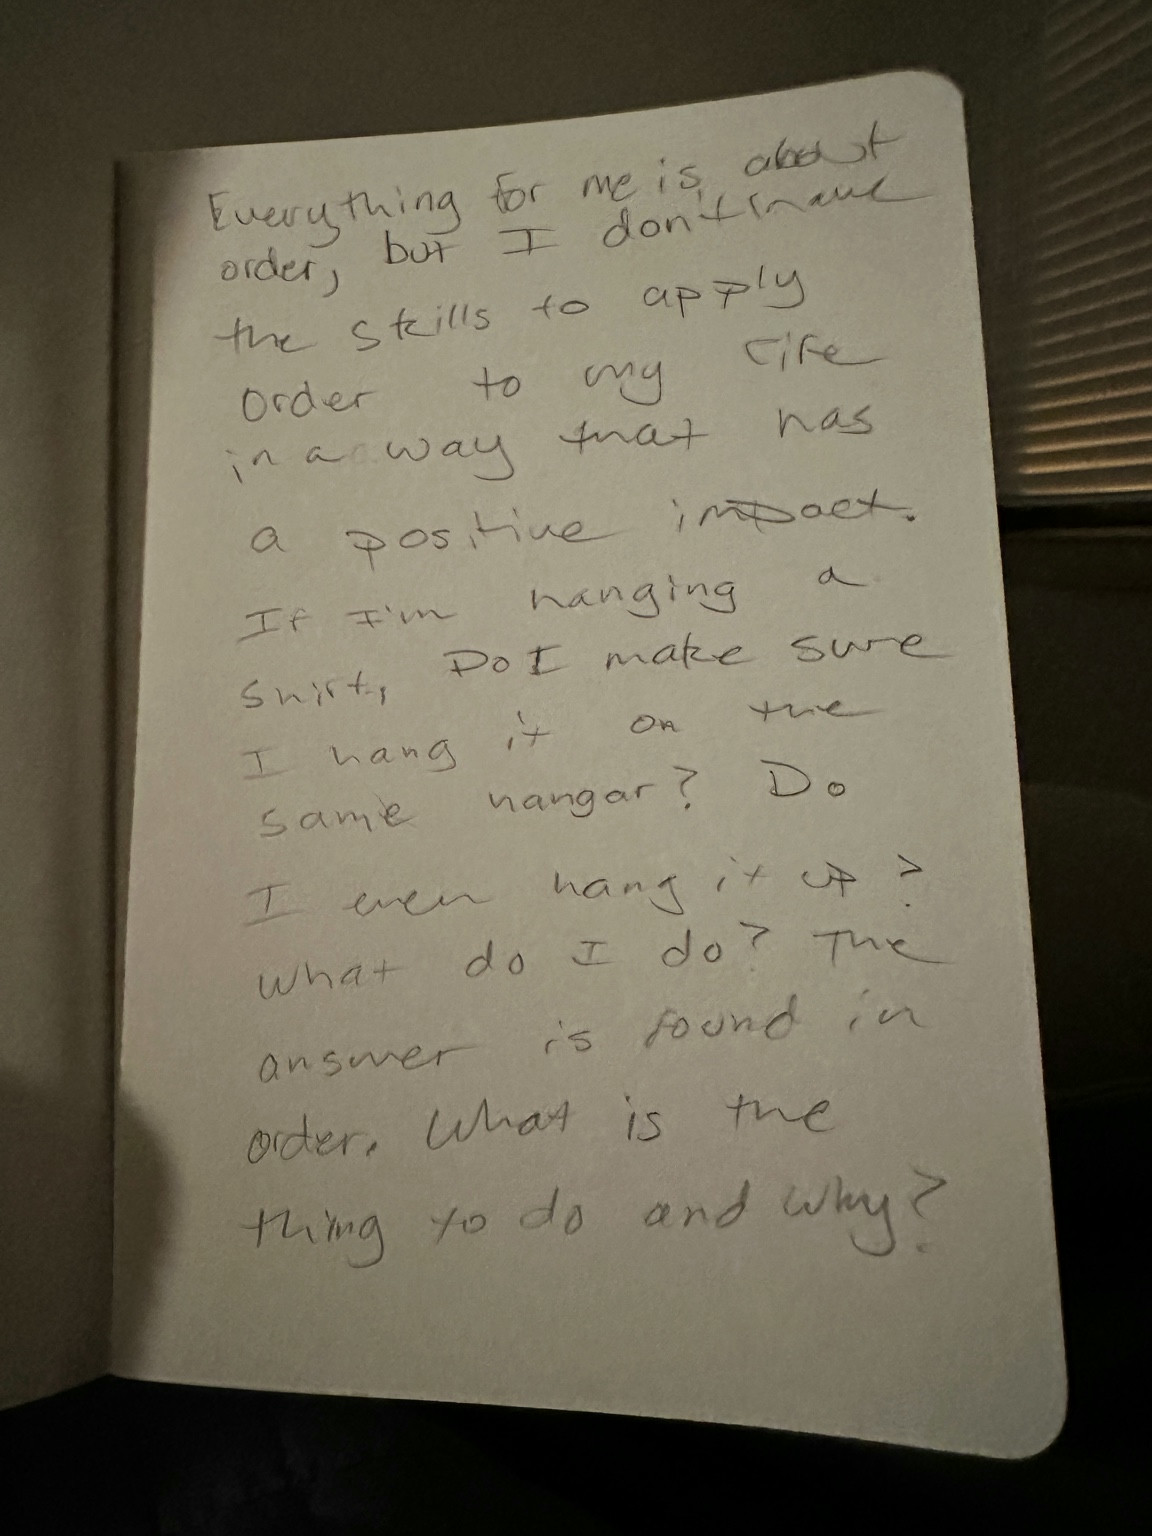 Everything for me is about
order, but I don't have
the skills to apply
order to my life
in a way that has
a positive impact.
If I'm hanging a
shirt, Do I make sure
I hang it on the
same hangar? Do
I even hang it up?
What do I do? The
answer is found in
order. What is the
thing to do and why?